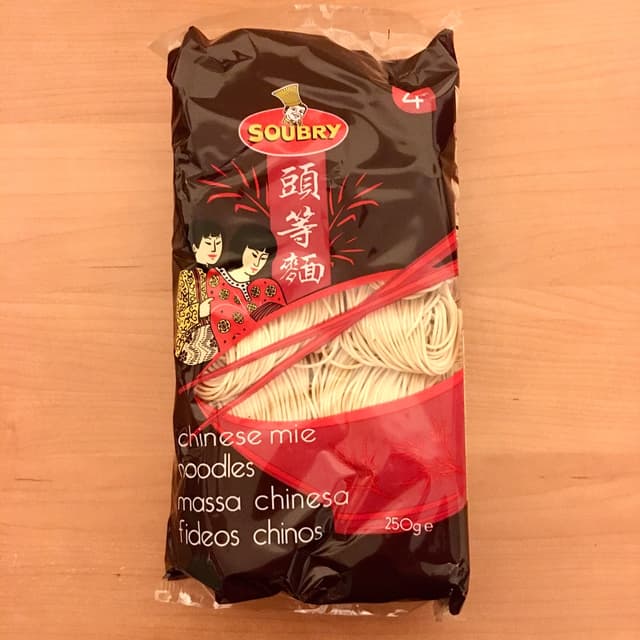 4
SOUBRY
頭
等
麵
chinese mie
noodles
massa chinesa
fideos chinos
250g e